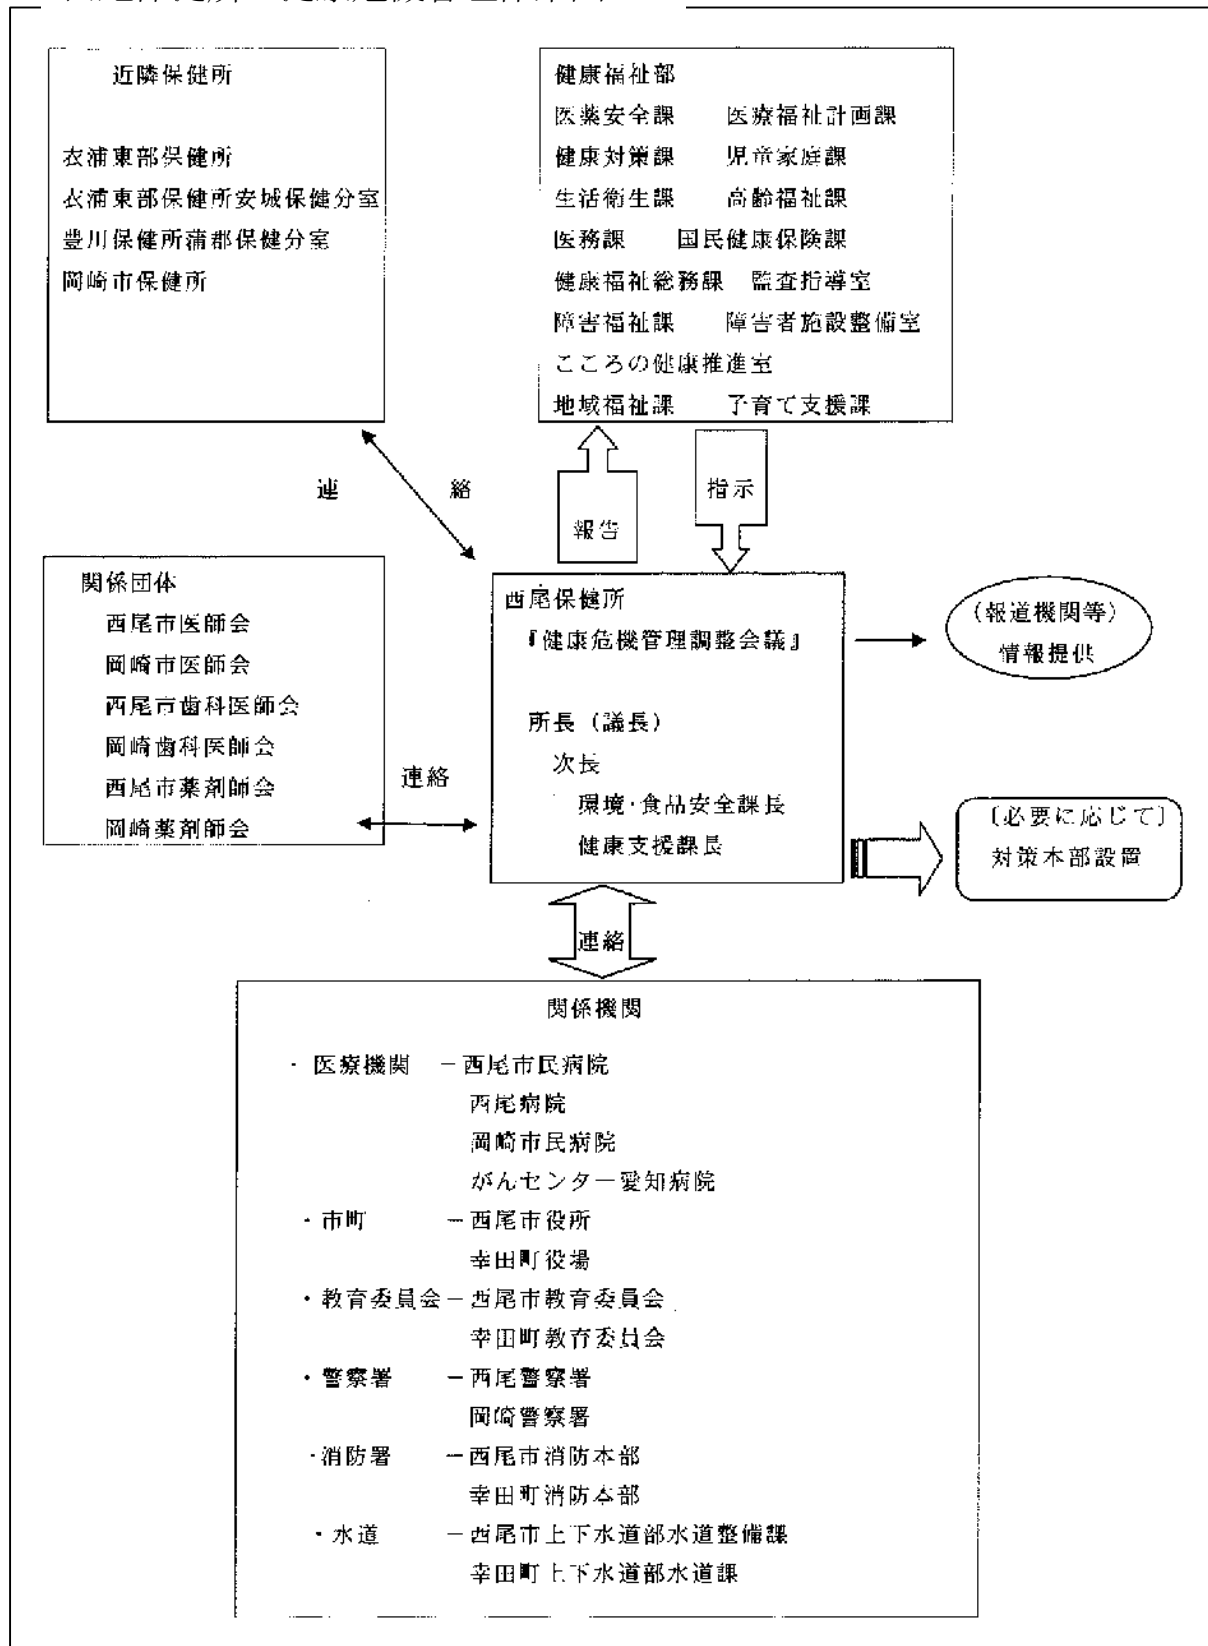 近隣保健所
衣浦東部保健所
衣浦東部保健所安城保健分室
豊川保健所蒲郡保健分室
岡崎市保健所
健康福祉部
医薬安全課 医療福祉計画課
健康対策課 児童家庭課
生活衛生課 高齢福祉課
医務課 国民健康保険課
健康福祉総務課 監査指導室
障害福祉課 障害者施設整備室
こころの健康推進室
地域福祉課 子育て支援課
連 絡
報告
指示
関係団体
西尾市医師会
岡崎市医師会
西尾市歯科医師会
岡崎歯科医師会
西尾市薬剤師会
岡崎薬剤師会
連絡
西尾保健所
『健康危機管理調整会議』
所長（議長）
次長
環境・食品安全課長
健康支援課長
（報道機関等）
情報提供
〔必要に応じて〕
対策本部設置
連絡
関係機関
・医療機関 －西尾市民病院
西尾病院
岡崎市民病院
がんセンター愛知病院
・市町 －西尾市役所
幸田町役場
・教育委員会－西尾市教育委員会
幸田町教育委員会
・警察署 －西尾警察署
岡崎警察署
・消防署 －西尾市消防本部
幸田町消防本部
・水道 －西尾市上下水道部水道整備課
幸田町上下水道部水道課